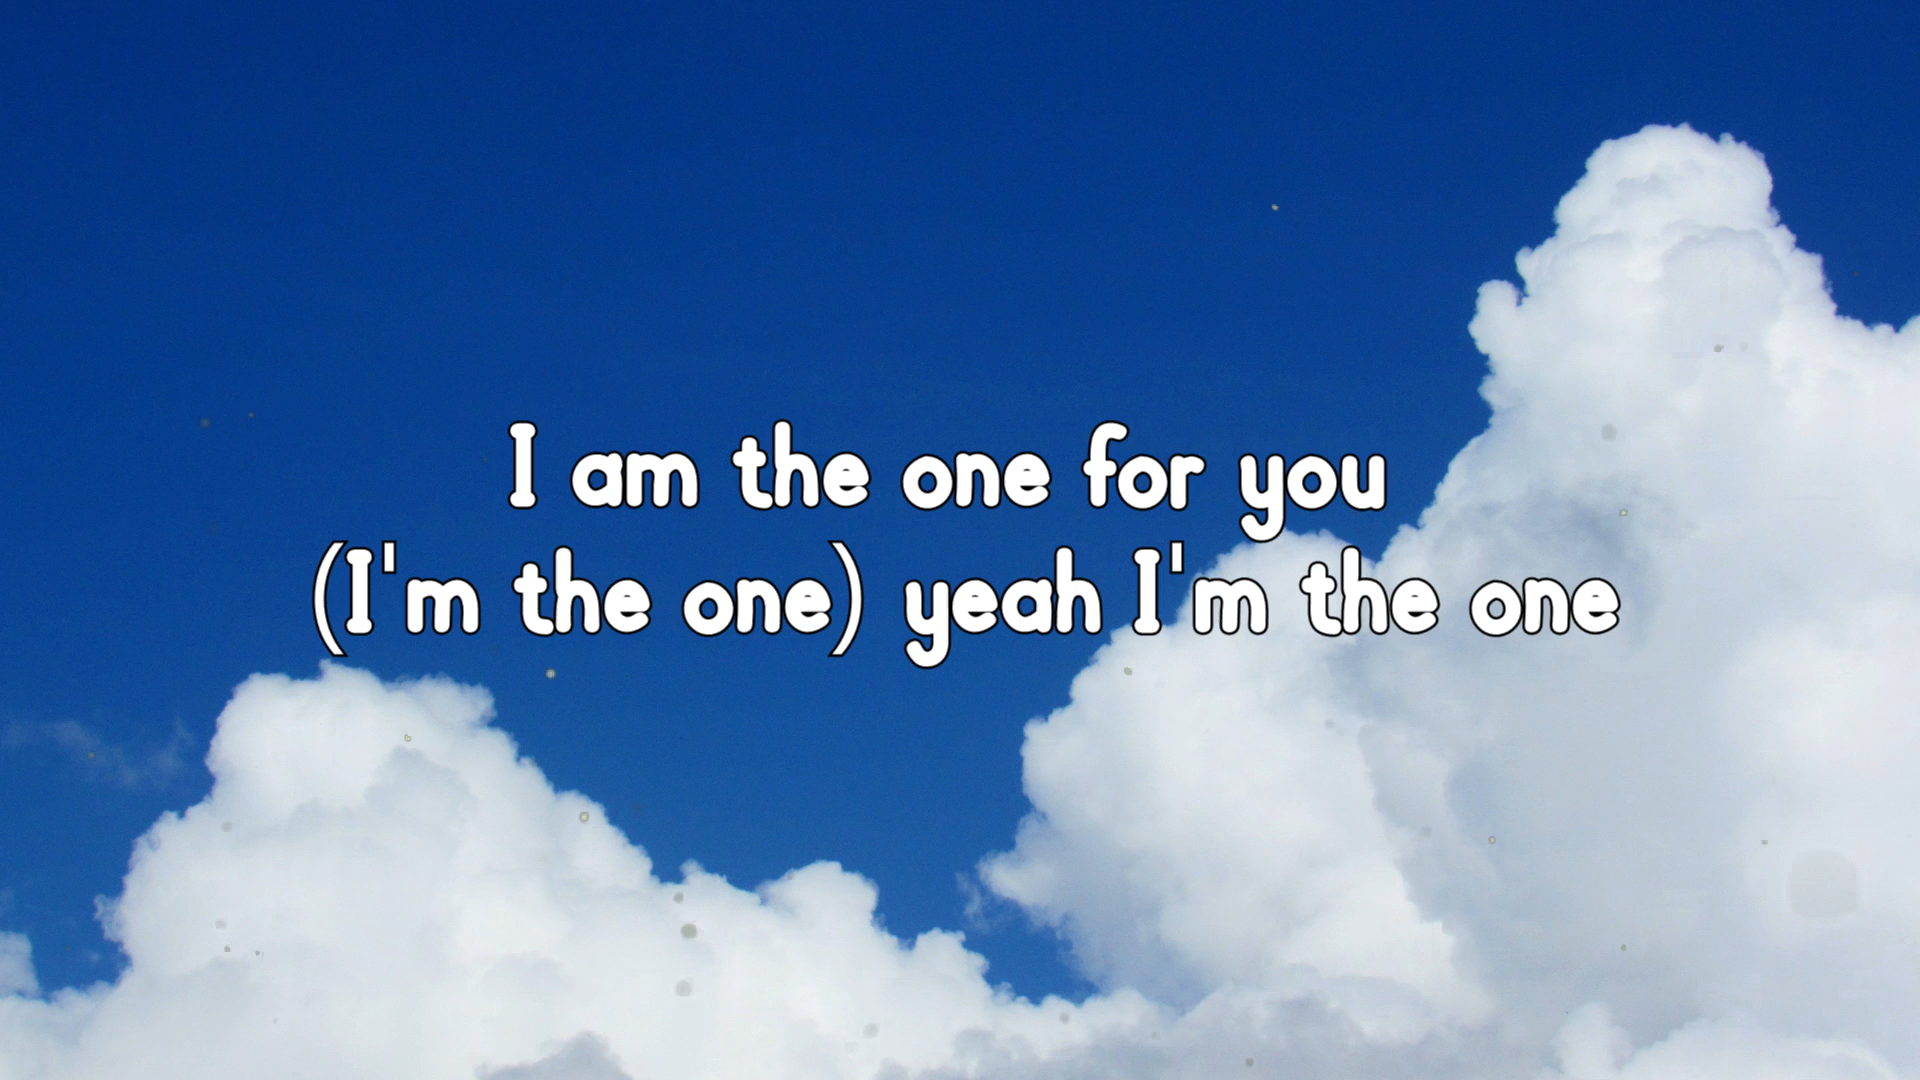 I am the one for you
(I'm the one) yeah I'm the one